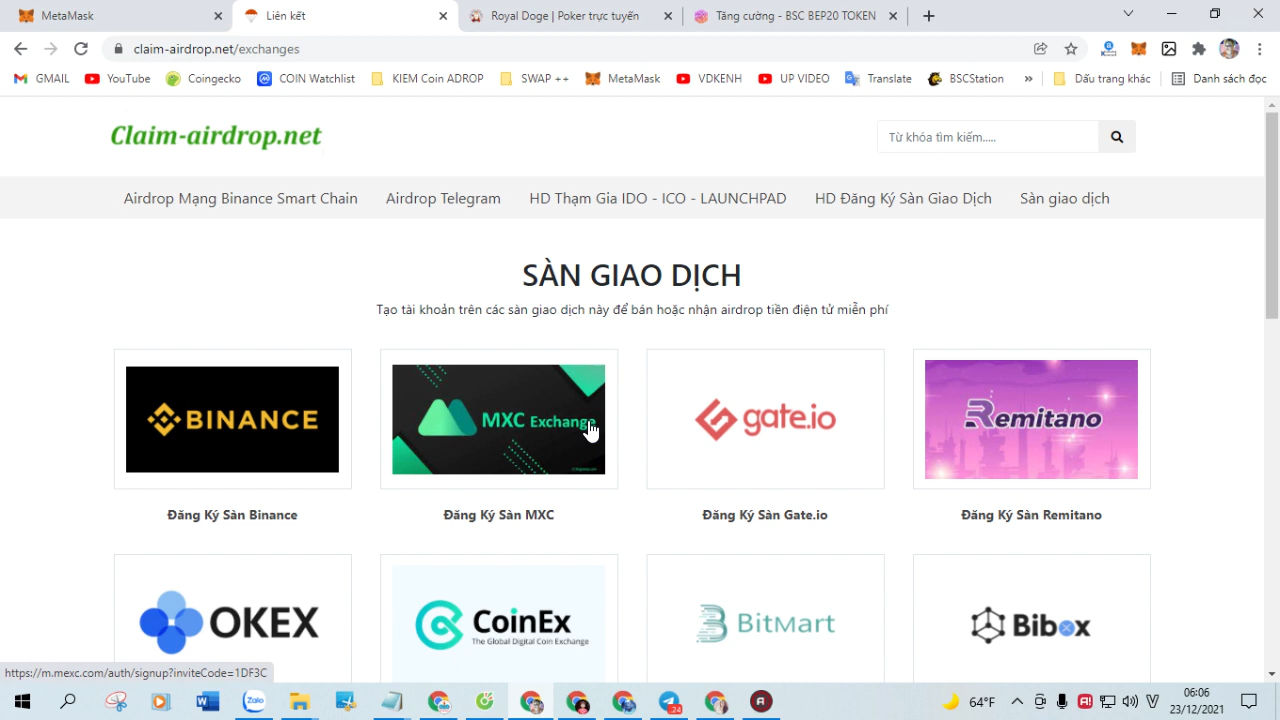 MetaMask
Liên kết
Royal Doge | Poker trực tuyến
Tăng cường - BSC BEP20 TOKEN
claim-airdrop.net/exchanges
GMAIL
YouTube
Coingecko
COIN Watchlist
KIEM Coin ADROP
SWAP ++
MetaMask
VDKENH
UP VIDEO
Translate
BSCStation
»
Dấu trang khác
Danh sách đọc
Claim-airdrop.net
Từ khóa tìm kiếm.....
Airdrop Mạng Binance Smart Chain
Airdrop Telegram
HD Thạm Gia IDO - ICO - LAUNCHPAD
HD Đăng Ký Sàn Giao Dịch
Sàn giao dịch
SÀN GIAO DỊCH
Tạo tài khoản trên các sàn giao dịch này để bán hoặc nhận airdrop tiền điện tử miễn phí
BINANCE
MXC Exchange
gate.io
Remitano
Đăng Ký Sàn Binance
Đăng Ký Sàn MXC
Đăng Ký Sàn Gate.io
Đăng Ký Sàn Remitano
OKEX
CoinEx
The Global Digital Coin Exchange
BitMart
Bibox
https://m.mexc.com/auth/signup?inviteCode=1DF3C
Zalo
24
64°F
06:06
23/12/2021